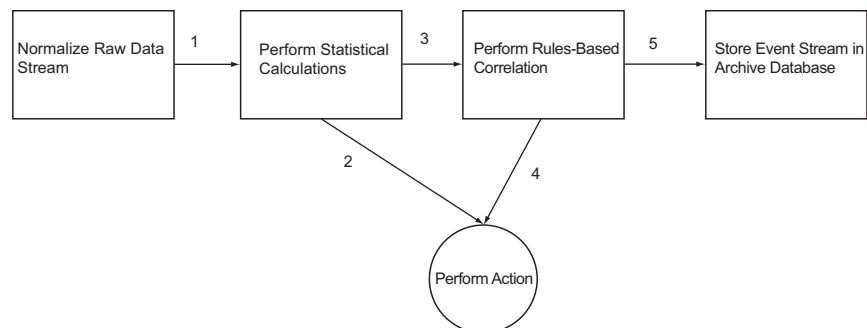 Normalize Raw Data
Stream
1
Perform Statistical
Calculations
3
Perform Rules-Based
Correlation
5
Store Event Stream in
Archive Database
2
4
Perform Action